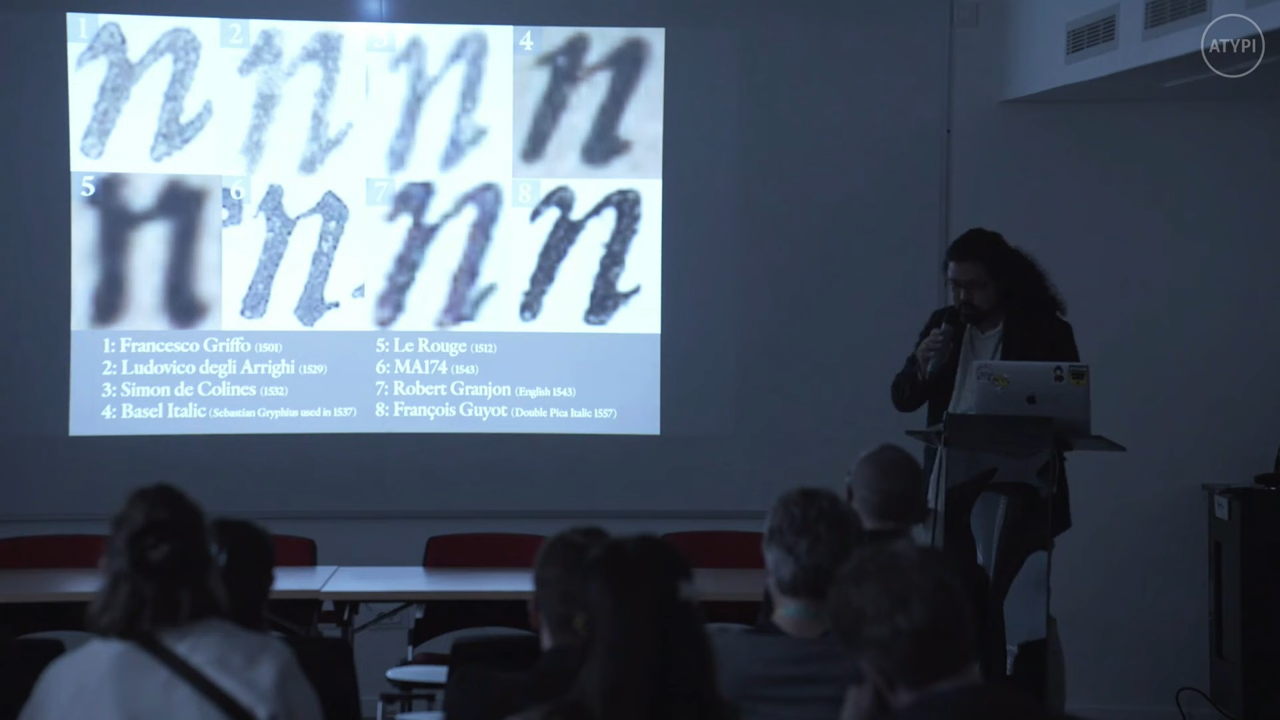 ATYPI
1 2 3 4
n n n n
5 6 7 8
n n n n
1: Francesco Griffo (1501)
2: Ludovico degli Arrighi (1529)
3: Simon de Colines (1532)
4: Basel Italic (Sebastian Gryphius used in 1537)
5: Le Rouge (1512)
6: MA174 (1543)
7: Robert Granjon (English 1543)
8: François Guyot (Double Pica Italic 1557)